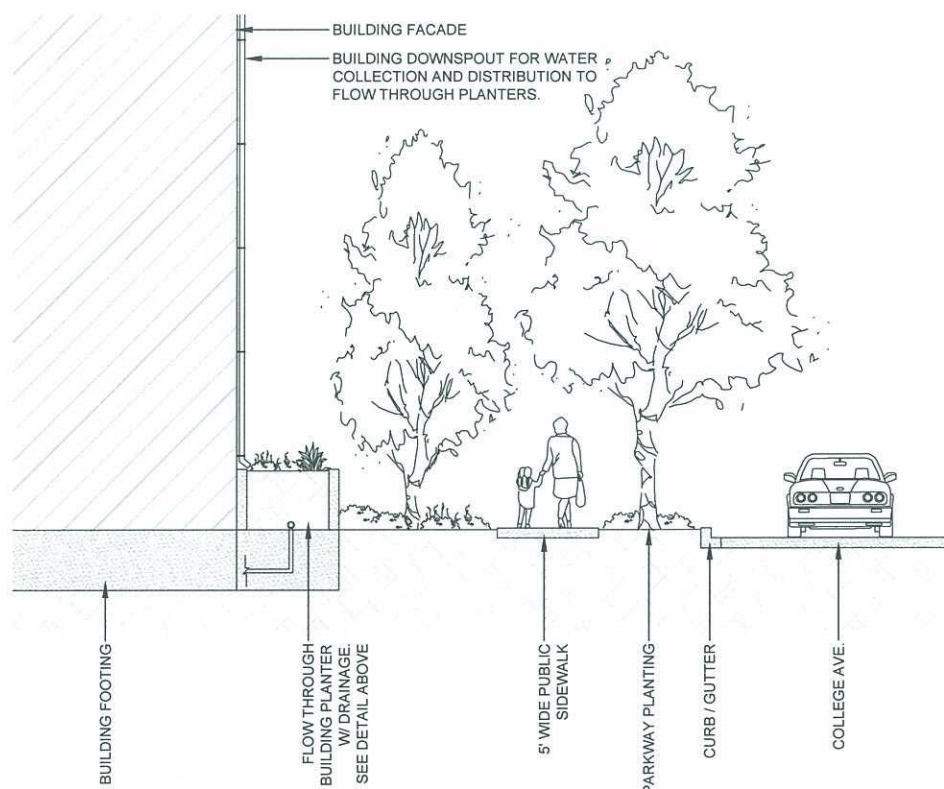 BUILDING FACADE
BUILDING DOWNSPOUT FOR WATER
COLLECTION AND DISTRIBUTION TO
FLOW THROUGH PLANTERS.
BUILDING FOOTING
FLOW THROUGH
BUILDING PLANTER
W/ DRAINAGE.
SEE DETAIL ABOVE
5' WIDE PUBLIC
SIDEWALK
PARKWAY PLANTING
CURB / GUTTER
COLLEGE AVE.